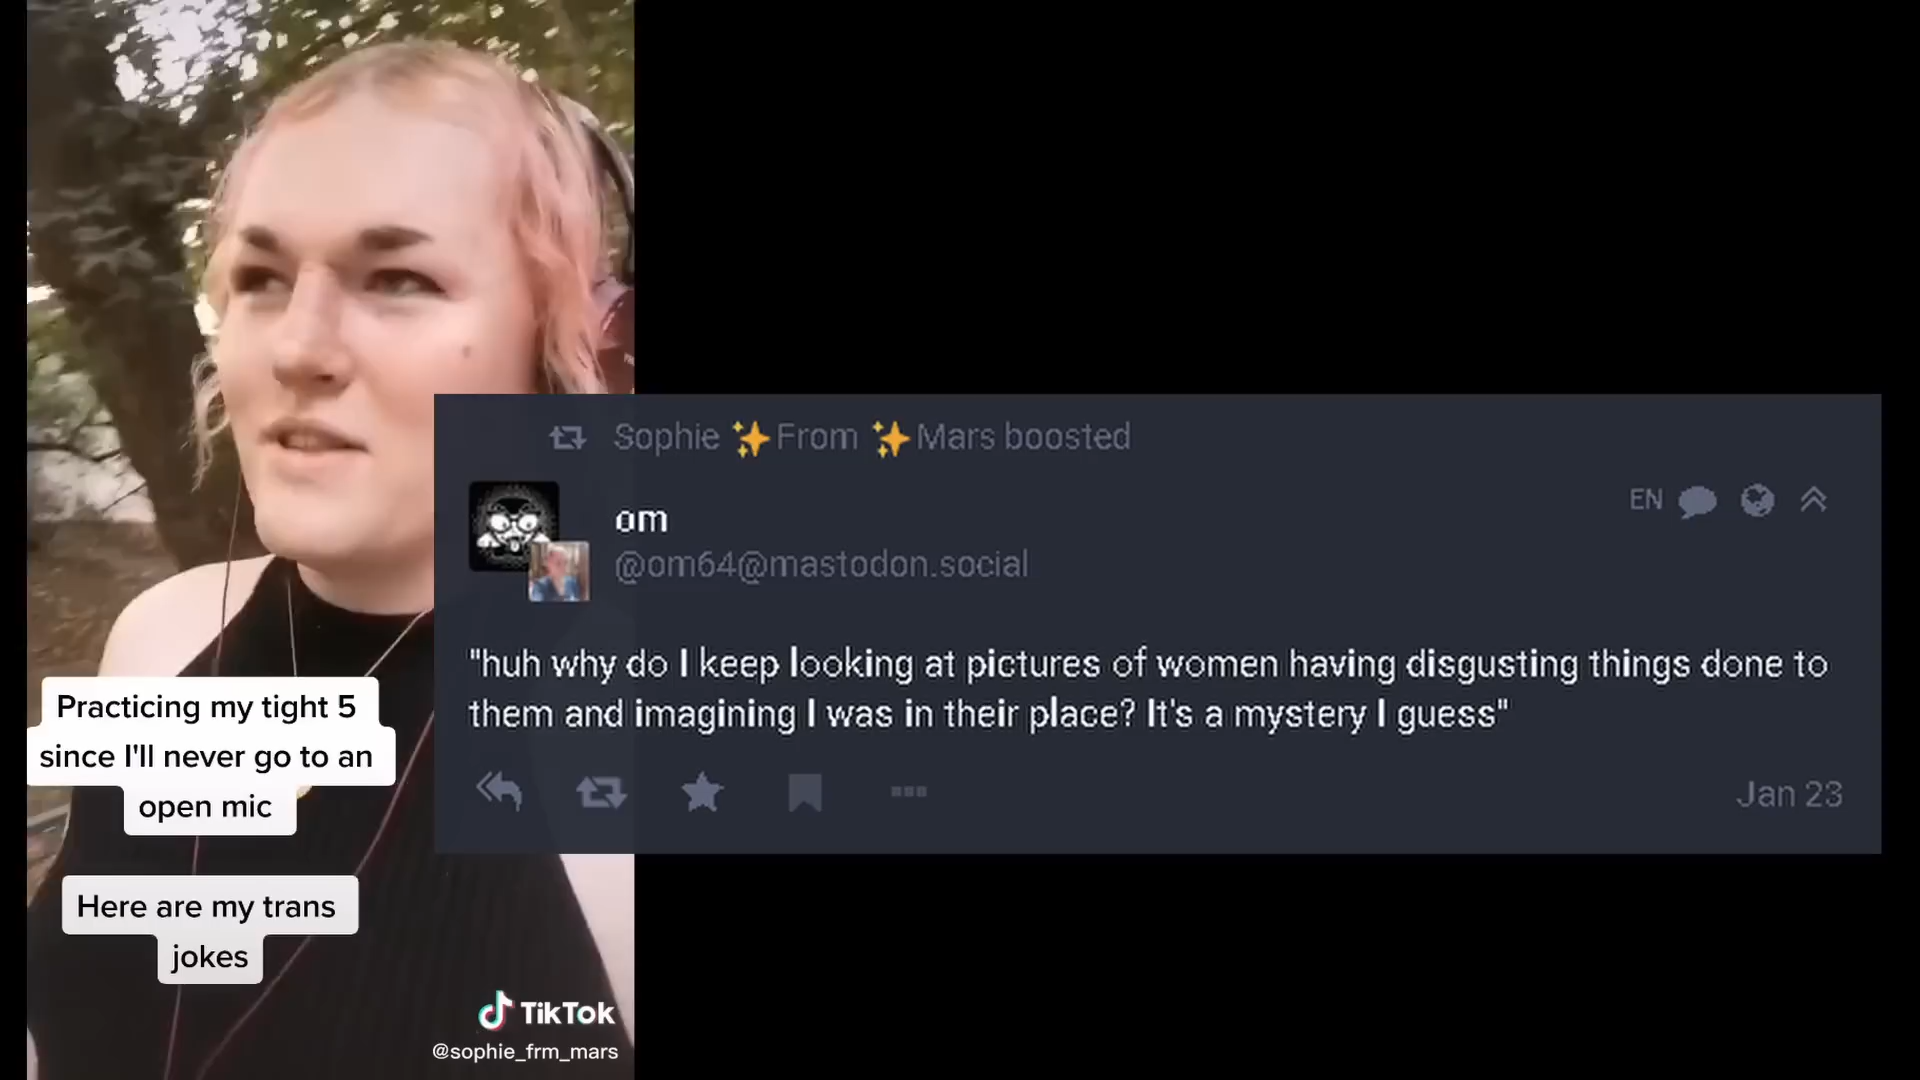 Practicing my tight 5
since I'll never go to an
open mic
Here are my trans
jokes
TikTok
@sophie_frm_mars
Sophie ✨From ✨Mars boosted
om
EN
@om64@mastodon.social
"huh why do I keep looking at pictures of women having disgusting things done to
them and imagining I was in their place? It's a mystery I guess"
Jan 23